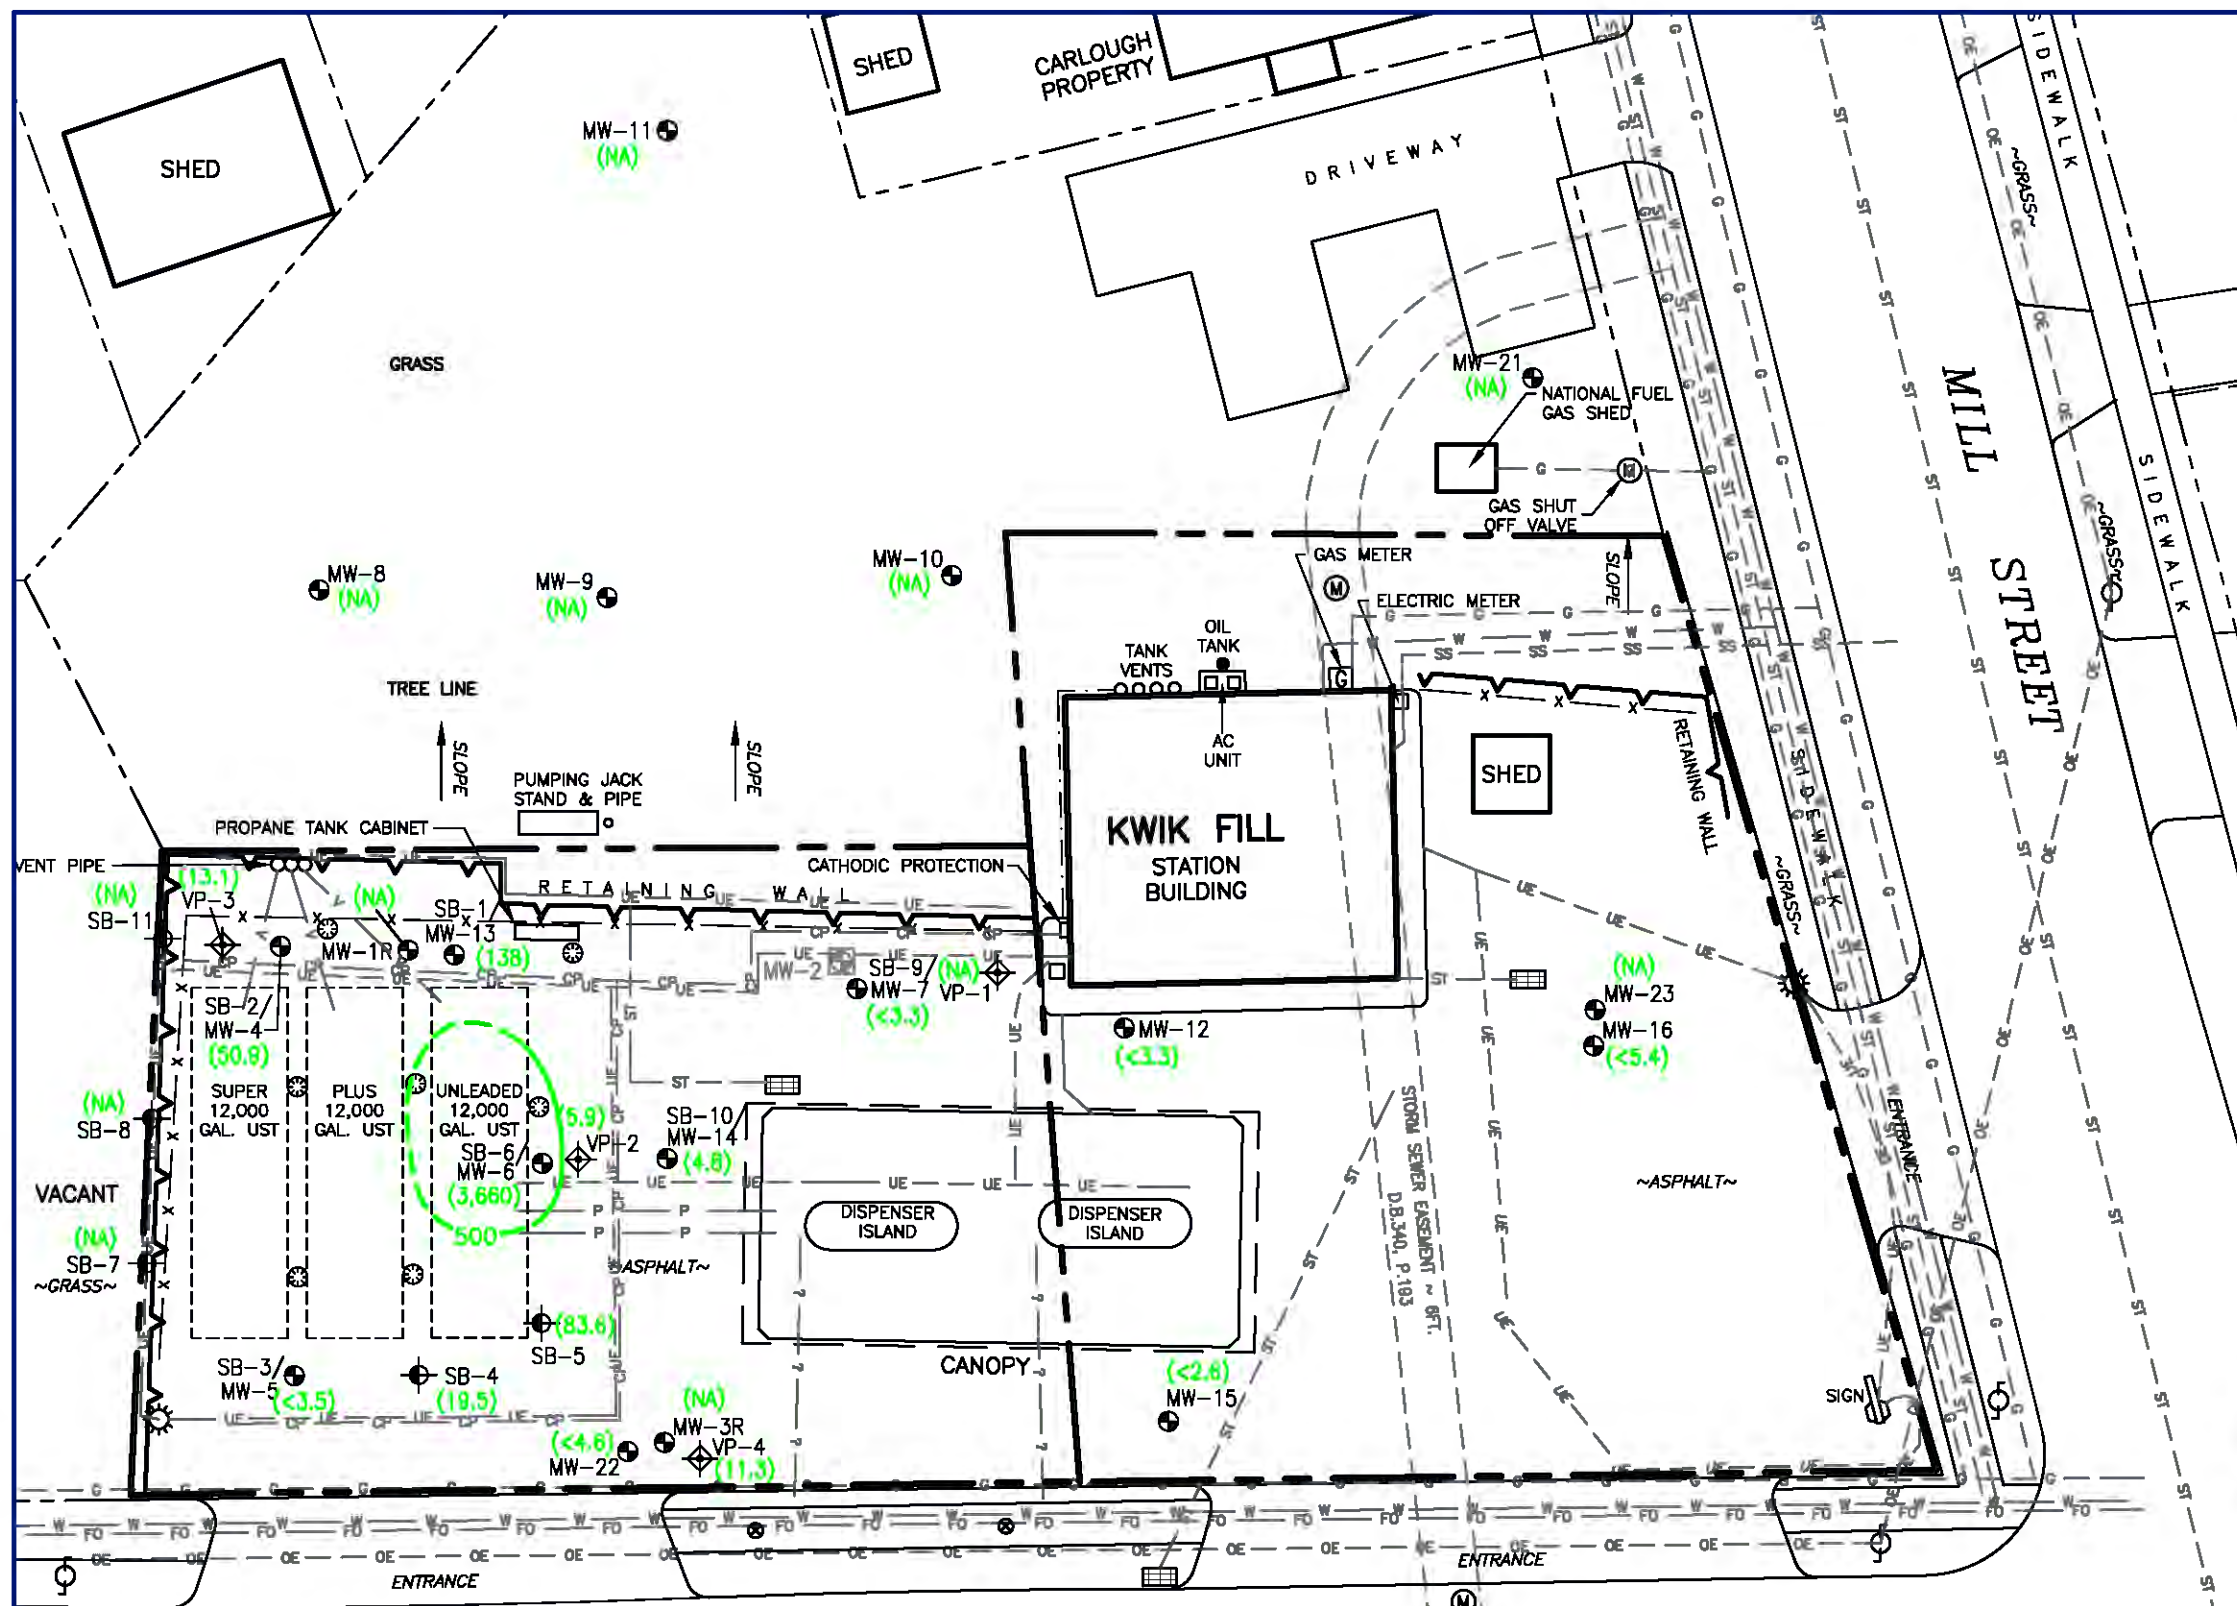 SHED
CARLOUGH
PROPERTY
SHED
MW-11
(NA)
DRIVEWAY
SIDEWALK
~GRASS~
GRASS
MW-21
(NA)
NATIONAL FUEL
GAS SHED
MILL STREET
SIDEWALK
~GRASS~
GAS SHUT
OFF VALVE
GAS METER
SLOPE
M
ELECTRIC METER
MW-8
(NA)
MW-9
(NA)
MW-10
(NA)
OIL
TANK
TANK
VENTS
G
TREE LINE
SLOPE
SLOPE
AC
UNIT
SHED
RETAINING WALL
SIDEWALK
~GRASS~
PUMPING JACK
STAND & PIPE
PROPANE TANK CABINET
KWIK FILL
STATION
BUILDING
CATHODIC PROTECTION
VENT PIPE
RETAINING WALL
(NA)
SB-11
(13.1)
VP-3
(NA)
MW-1R
SB-1
MW-13
(138)
MW-2
SB-9/
MW-7
(<3.3)
(NA)
VP-1
MW-12
(<3.3)
(NA)
MW-23
MW-16
(<5.4)
SB-2/
MW-4
(50.9)
SUPER
12,000
GAL. UST
PLUS
12,000
GAL. UST
UNLEADED
12,000
GAL. UST
(NA)
SB-8
SB-6/
MW-6
(3,660)
500
(5.9)
VP-2
SB-10
MW-14
(4.8)
VACANT
(NA)
SB-7
~GRASS~
~ASPHALT~
DISPENSER
ISLAND
DISPENSER
ISLAND
STORM SEWER EASEMENT ~ 6FT.
D.B.340, P.193
~ASPHALT~
ENTRANCE
(83.6)
SB-5
CANOPY
SB-3/
MW-5
(<3.5)
SB-4
(19.5)
(NA)
MW-3R
(<4.6)
MW-22
VP-4
(11.3)
(<2.6)
MW-15
SIGN
ENTRANCE
ENTRANCE
M